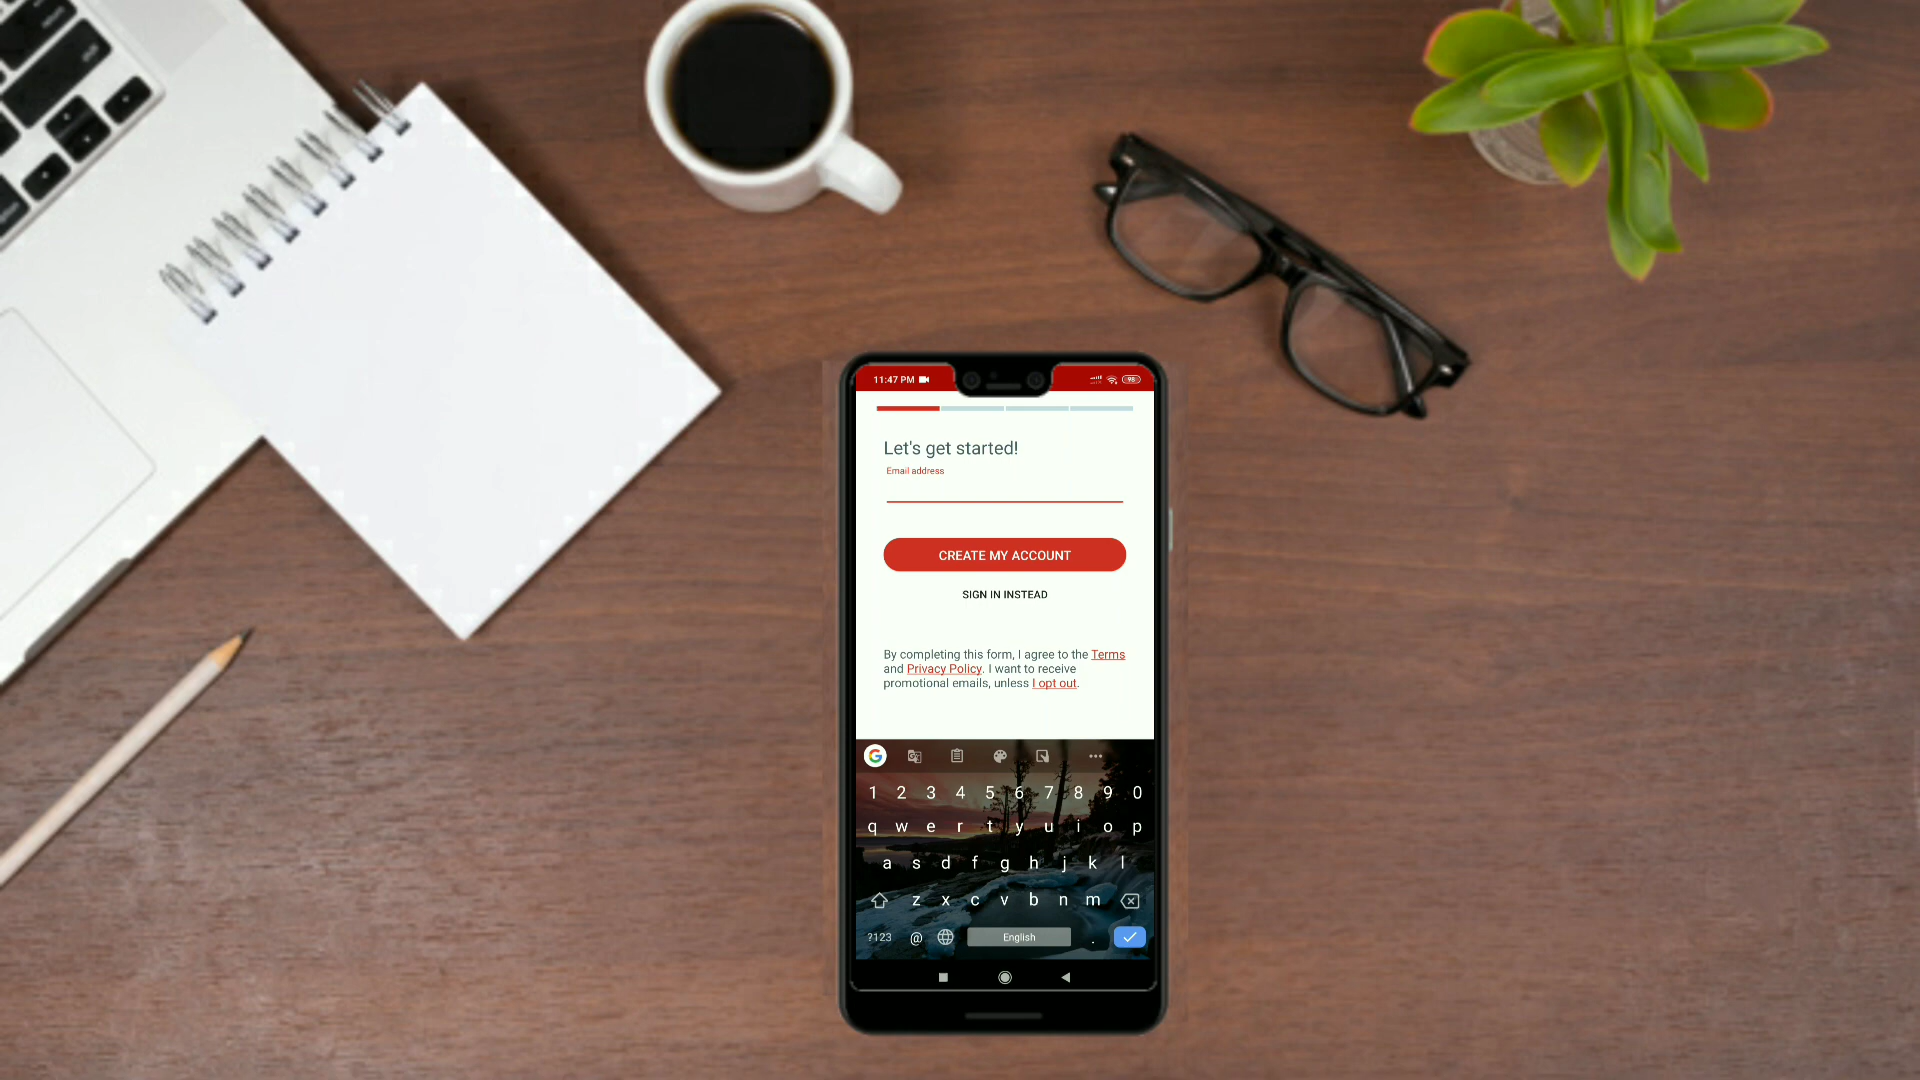 11:47 PM 98
Let's get started!
Email address
CREATE MY ACCOUNT
SIGN IN INSTEAD
By completing this form, I agree to the Terms
and Privacy Policy. I want to receive
promotional emails, unless I opt out.
1 2 3 4 5 6 7 8 9 0
q w e r t y u i o p
a s d f g h j k l
z x c v b n m
?123 @ English .